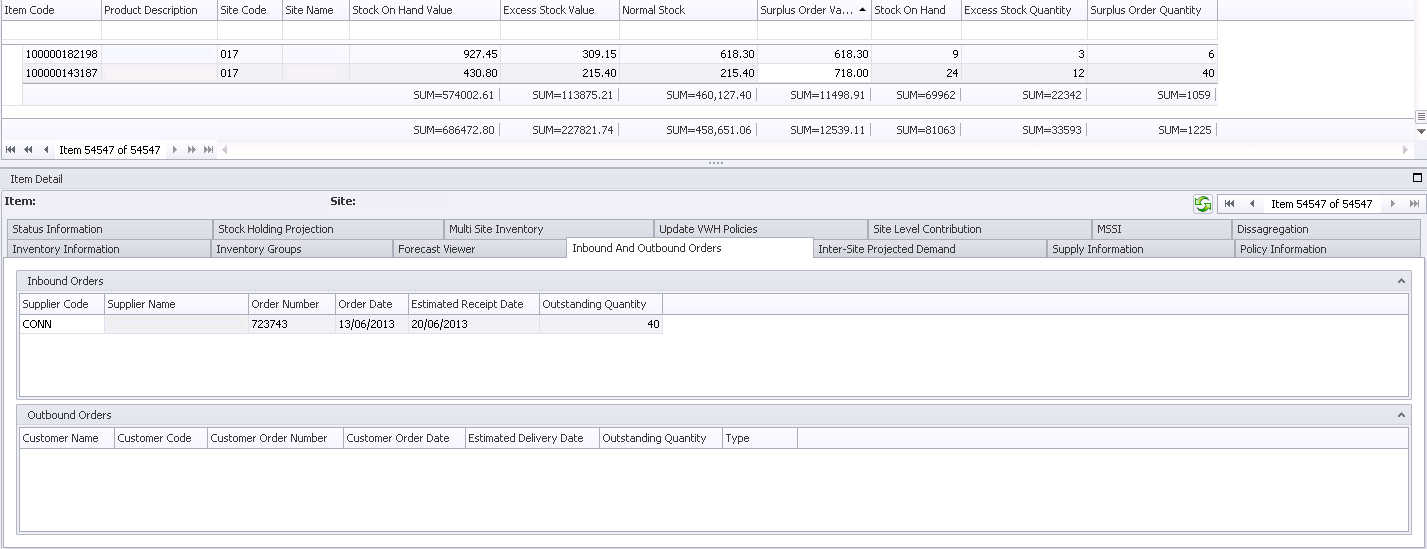 Item Code Product Description Site Code Site Name Stock On Hand Value Excess Stock Value Normal Stock Surplus Order Va... Stock On Hand Excess Stock Quantity Surplus Order Quantity
100000182198 017 927.45 309.15 618.30 618.30 9 3 6
100000143187 017 430.80 215.40 215.40 718.00 24 12 40
SUM=574002.61 SUM=113875.21 SUM=460,127.40 SUM=11498.91 SUM=69962 SUM=22342 SUM=1059
SUM=686472.80 SUM=227821.74 SUM=458,651.06 SUM=12539.11 SUM=81063 SUM=33593 SUM=1225
Item 54547 of 54547
Item Detail
Item: Site: Item 54547 of 54547
Status Information Stock Holding Projection Multi Site Inventory Update VWH Policies Site Level Contribution MSSI Dissagregation
Inventory Information Inventory Groups Forecast Viewer Inbound And Outbound Orders Inter-Site Projected Demand Supply Information Policy Information
Inbound Orders
Supplier Code Supplier Name Order Number Order Date Estimated Receipt Date Outstanding Quantity
CONN 723743 13/06/2013 20/06/2013 40
Outbound Orders
Customer Name Customer Code Customer Order Number Customer Order Date Estimated Delivery Date Outstanding Quantity Type